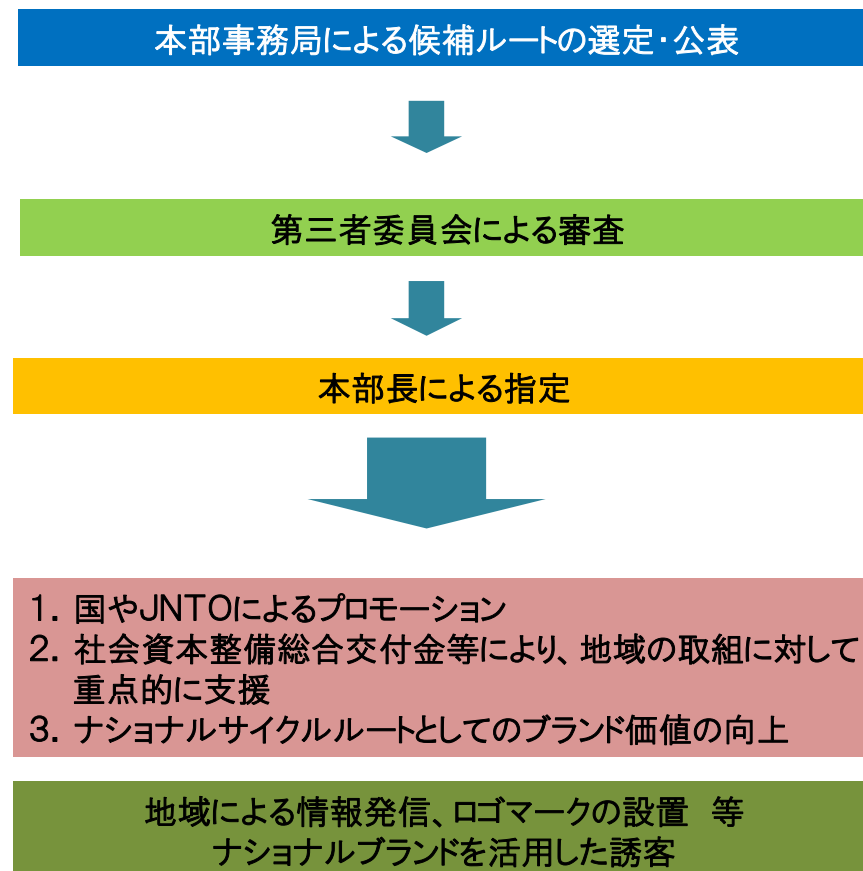 本部事務局による候補ルートの選定・公表
第三者委員会による審査
本部長による指定
1. 国やJNTOによるプロモーション
2. 社会資本整備総合交付金等により、地域の取組に対して
重点的に支援
3. ナショナルサイクルルートとしてのブランド価値の向上
地域による情報発信、ロゴマークの設置　等
ナショナルブランドを活用した誘客